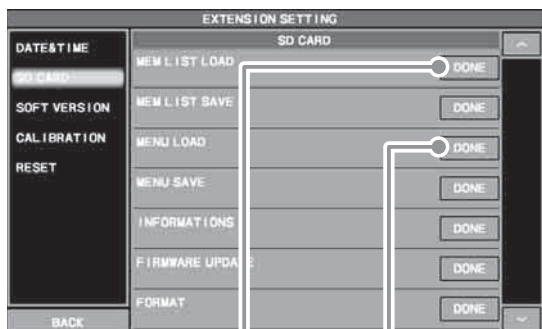 EXTENSION SETTING
DATE&TIME
SD CARD
SOFT VERSION
CALIBRATION
RESET
BACK
SD CARD
MEM LIST LOAD DONE
MEM LIST SAVE DONE
MENU LOAD DONE
MENU SAVE DONE
INFORMATIONS DONE
FIRMWARE UPDATE DONE
FORMAT DONE